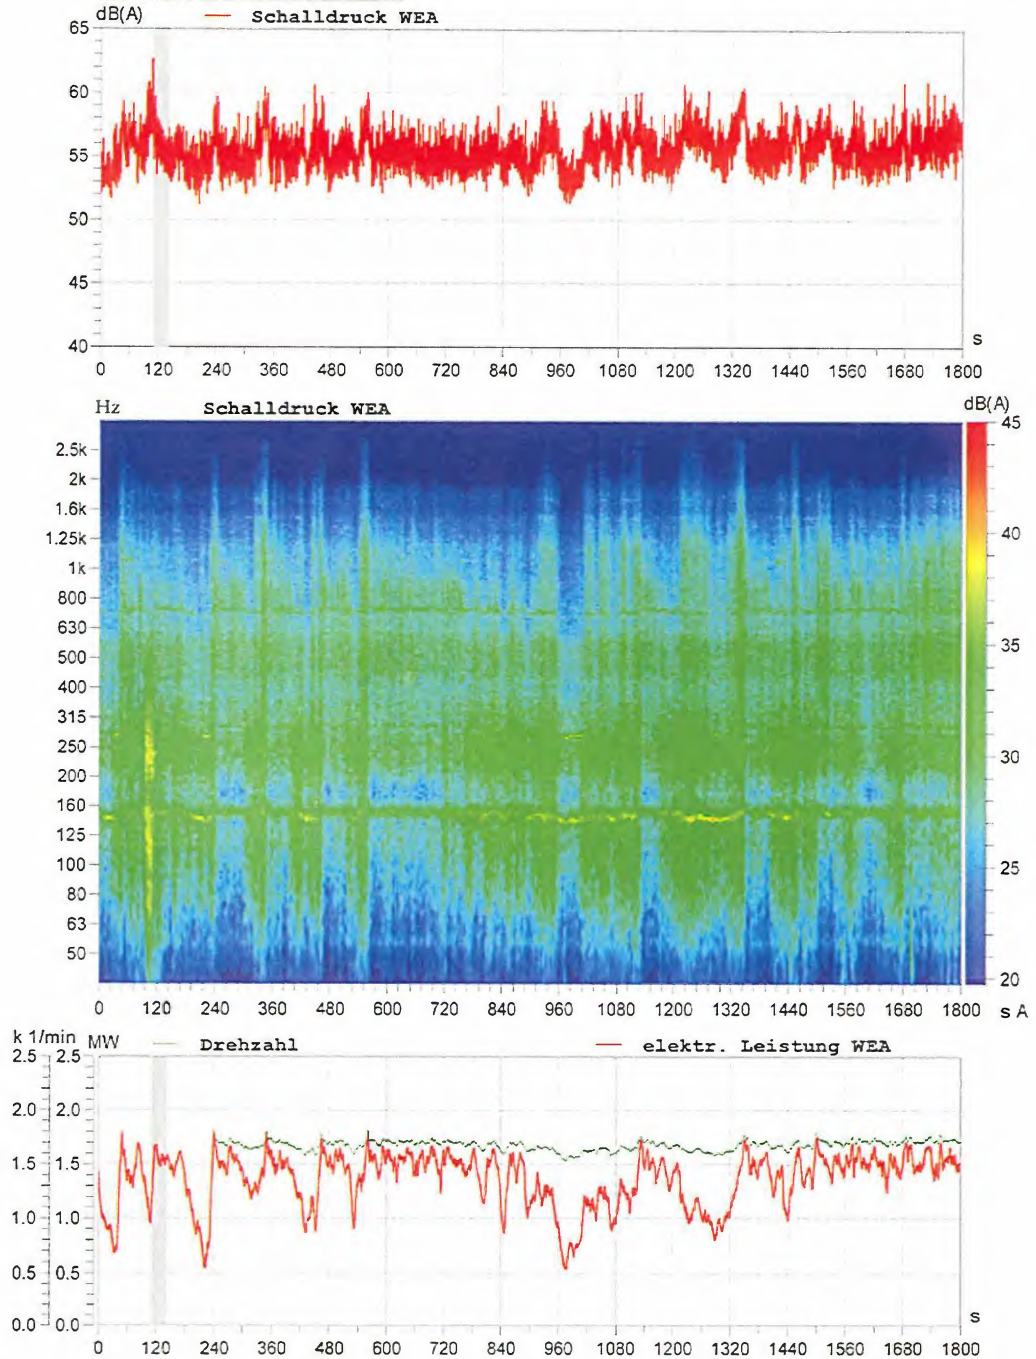 dB(A) Schalldruck WEA
65
60
55
50
45
40
s
0 120 240 360 480 600 720 840 960 1080 1200 1320 1440 1560 1680 1800
Hz Schalldruck WEA dB(A)
2.5k
2k
1.6k
1.25k
1k
800
630
500
400
315
250
200
160
125
100
80
63
50
45
40
35
30
25
20
0 120 240 360 480 600 720 840 960 1080 1200 1320 1440 1560 1680 1800 s A
k 1/min MW Drehzahl elektr. Leistung WEA
2.5 2.5
2.0 2.0
1.5 1.5
1.0 1.0
0.5 0.5
0.0 0.0
s
0 120 240 360 480 600 720 840 960 1080 1200 1320 1440 1560 1680 1800